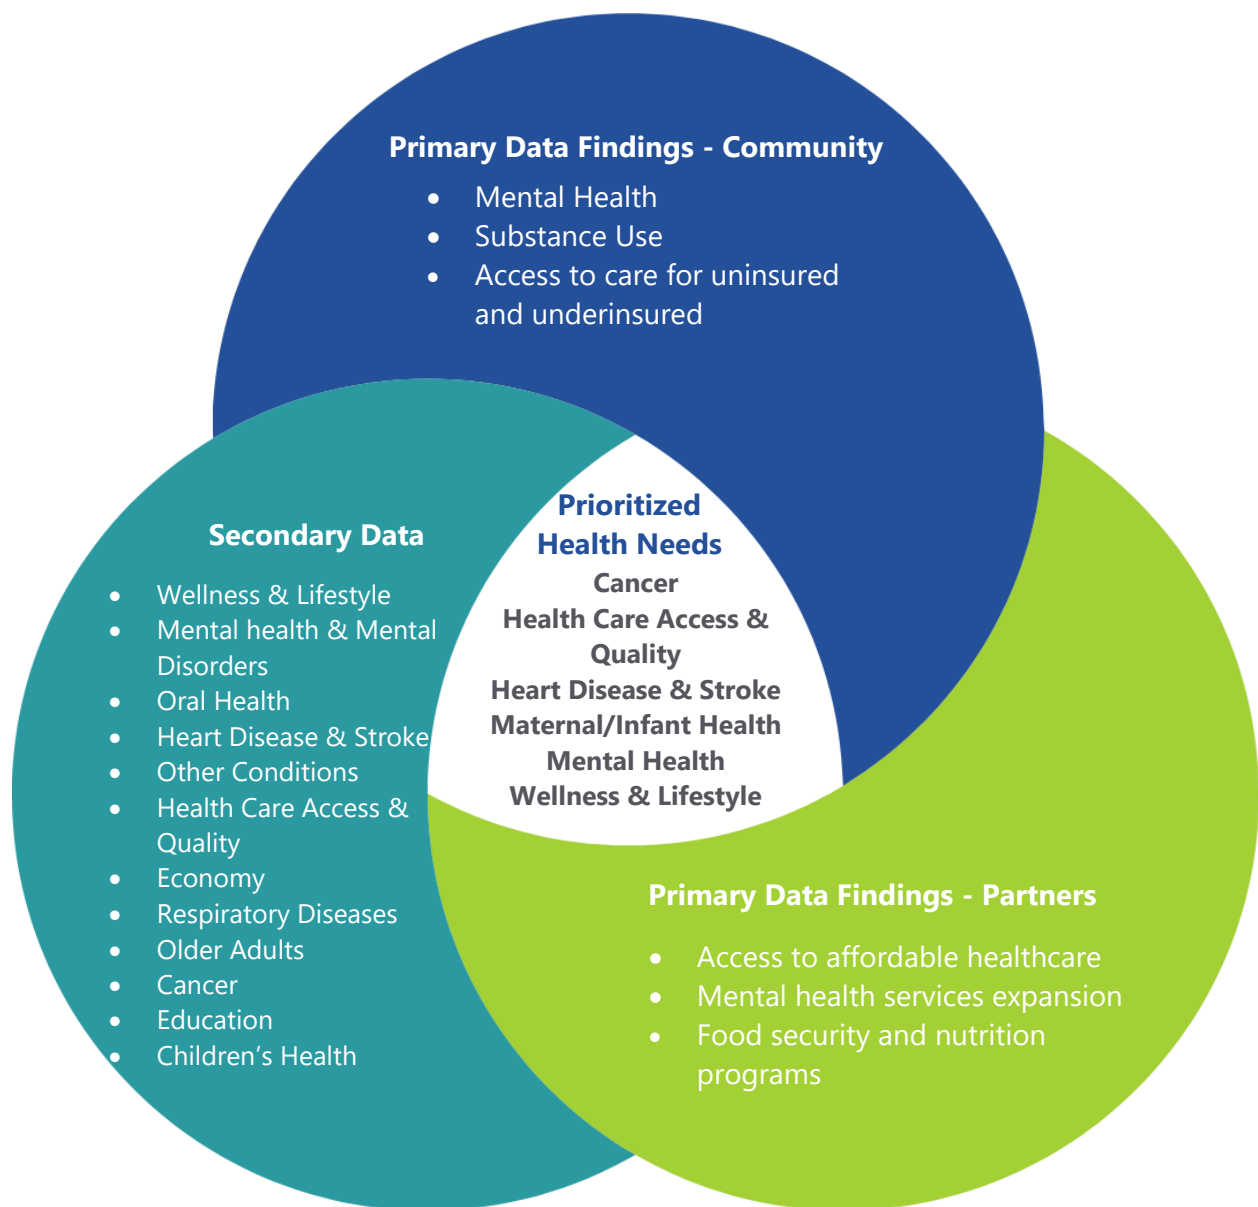 Primary Data Findings - Community
• Mental Health
• Substance Use
• Access to care for uninsured
and underinsured
Secondary Data
• Wellness & Lifestyle
• Mental health & Mental
Disorders
• Oral Health
• Heart Disease & Stroke
• Other Conditions
• Health Care Access &
Quality
• Economy
• Respiratory Diseases
• Older Adults
• Cancer
• Education
• Children’s Health
Prioritized
Health Needs
Cancer
Health Care Access &
Quality
Heart Disease & Stroke
Maternal/Infant Health
Mental Health
Wellness & Lifestyle
Primary Data Findings - Partners
• Access to affordable healthcare
• Mental health services expansion
• Food security and nutrition
programs